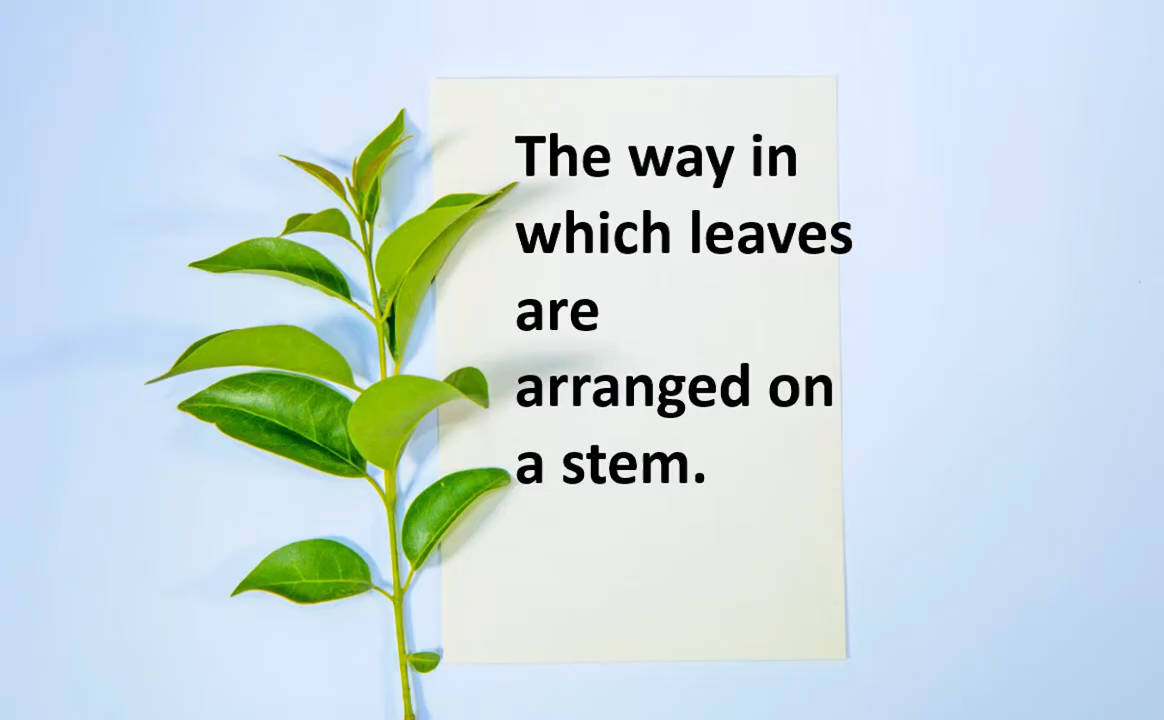 The way in
which leaves
are
arranged on
a stem.